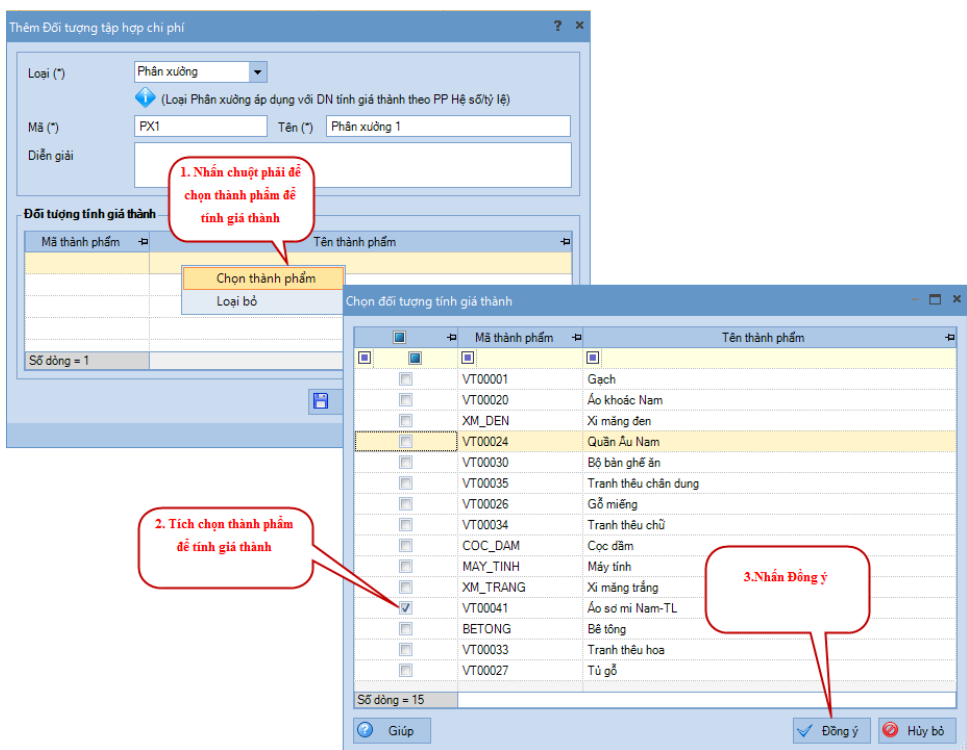 Thêm Đối tượng tập hợp chi phí
Loại (*) Phân xưởng
(Loại Phân xưởng áp dụng với DN tính giá thành theo PP Hệ số/tỷ lệ)
Mã (*) PX1 Tên (*) Phân xưởng 1
Diễn giải
1. Nhấn chuột phải để
chọn thành phẩm để
tính giá thành
Đối tượng tính giá thành
Mã thành phẩm Tên thành phẩm
Chọn thành phẩm
Loại bỏ
Số dòng = 1
Chọn đối tượng tính giá thành
Mã thành phẩm Tên thành phẩm
VT00001 Gạch
VT00020 Áo khoác Nam
XM_DEN Xi măng đen
VT00024 Quần Âu Nam
VT00030 Bộ bàn ghế ăn
VT00035 Tranh thêu chân dung
VT00026 Gỗ miếng
VT00034 Tranh thêu chữ
COC_DAM Cọc dầm
MAY_TINH Máy tính
XM_TRANG Xi măng trắng
VT00041 Áo sơ mi Nam-TL
BETONG Bê tông
VT00033 Tranh thêu hoa
VT00027 Tủ gỗ
Số dòng = 15
2. Tích chọn thành phẩm
để tính giá thành
3.Nhấn Đồng ý
Giúp Đồng ý Hủy bỏ